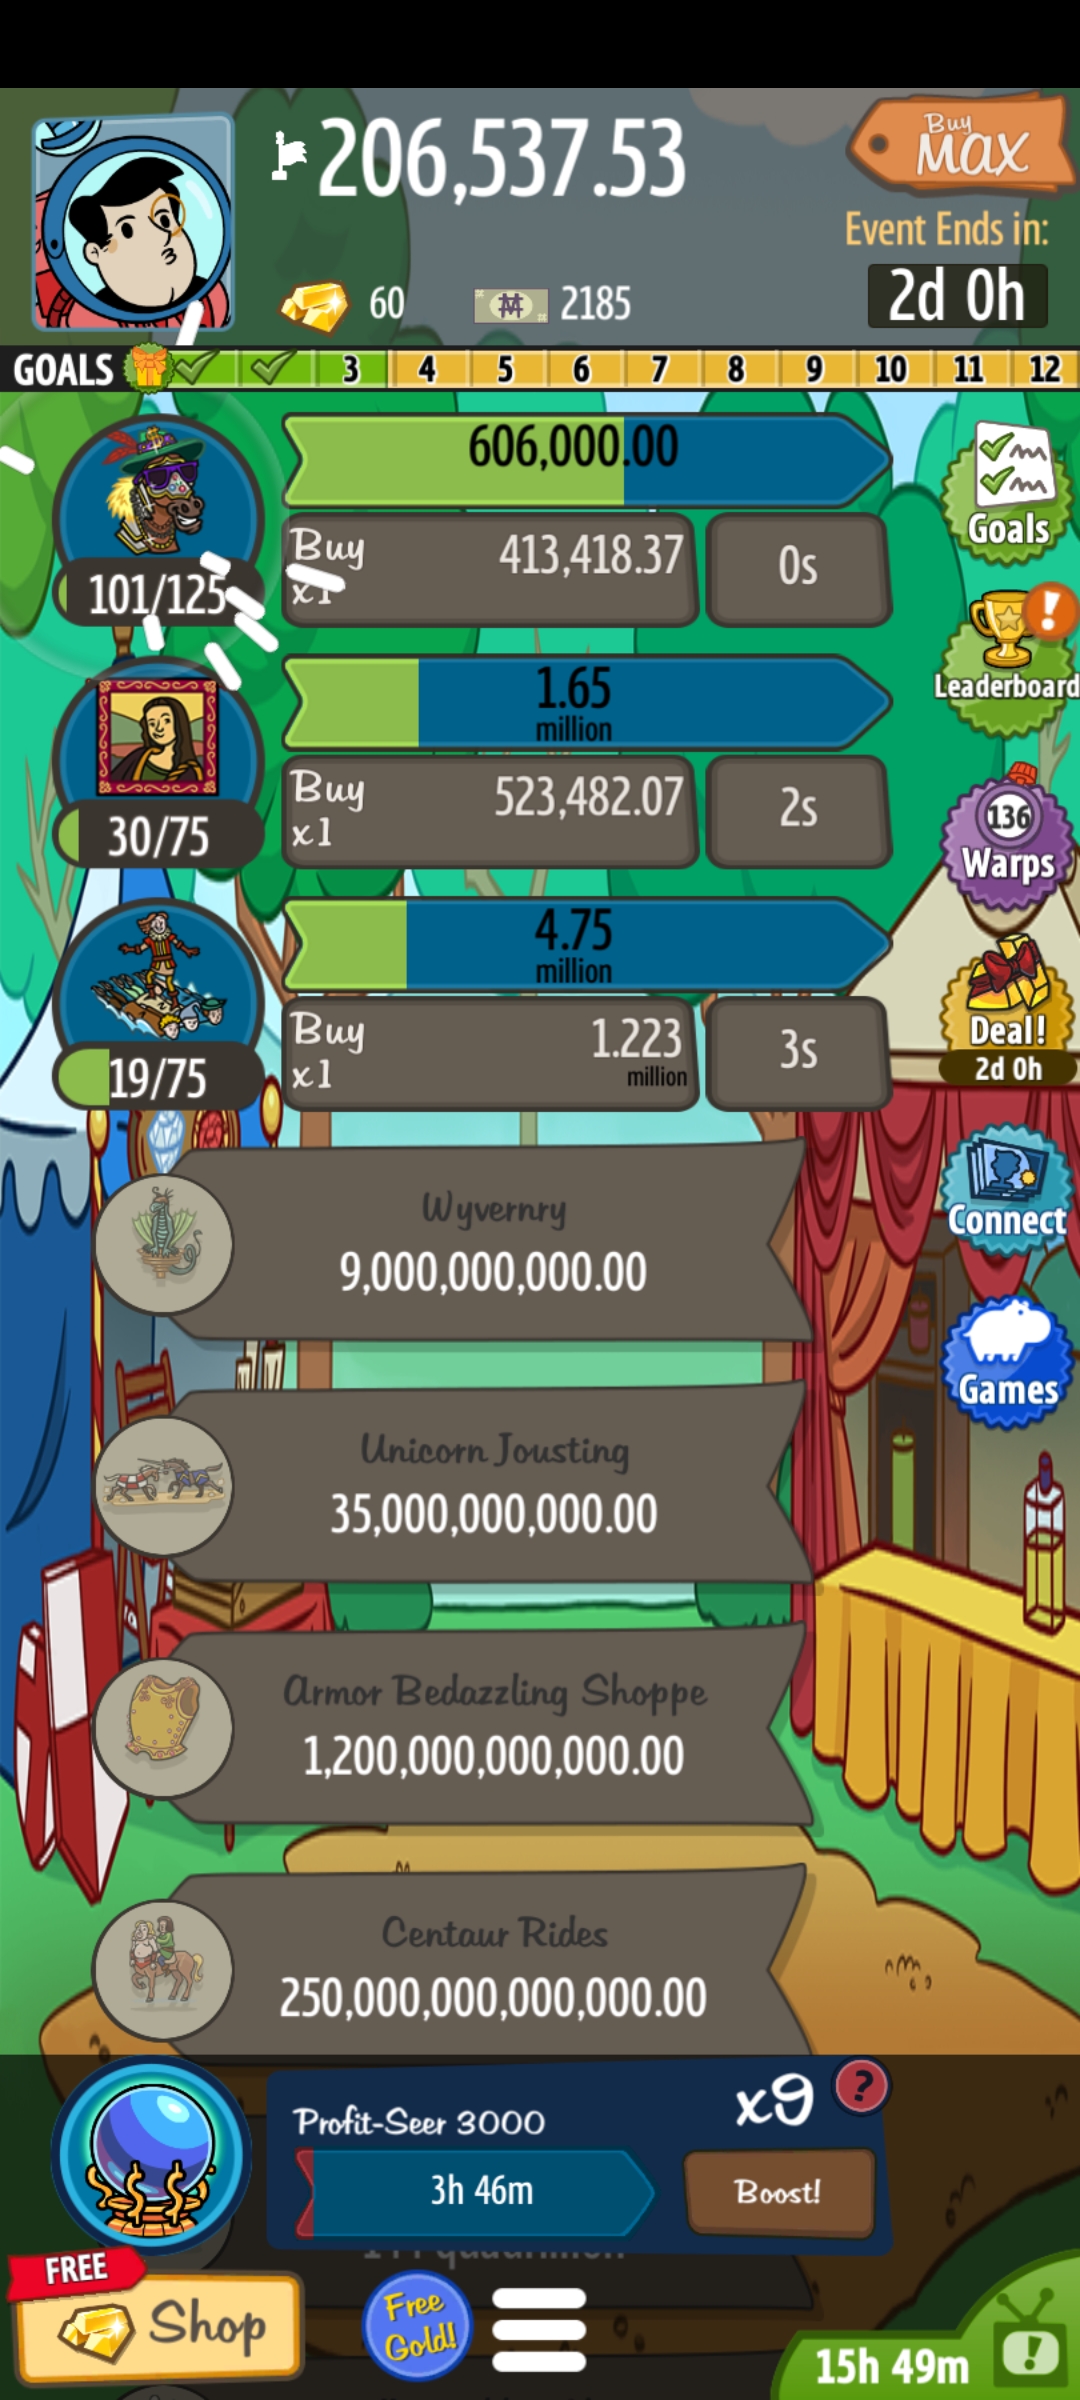 206,537.53
Buy
MAX
Event Ends in:
2d 0h
60
2185
GOALS 3 4 5 6 7 8 9 10 11 12
606,000.00
Buy
x1
413,418.37
0s
101/125
Goals
1.65
million
Buy
x1
523,482.07
2s
30/75
Leaderboard
136
Warps
4.75
million
Buy
x1
1.223
million
3s
19/75
Deal!
2d 0h
Wyvernry
9,000,000,000.00
Connect
Unicorn Jousting
35,000,000,000.00
Games
Armor Bedazzling Shoppe
1,200,000,000,000.00
Centaur Rides
250,000,000,000,000.00
Profit-Seer 3000
x9
?
3h 46m
Boost!
FREE
Shop
Free
Gold!
15h 49m
!